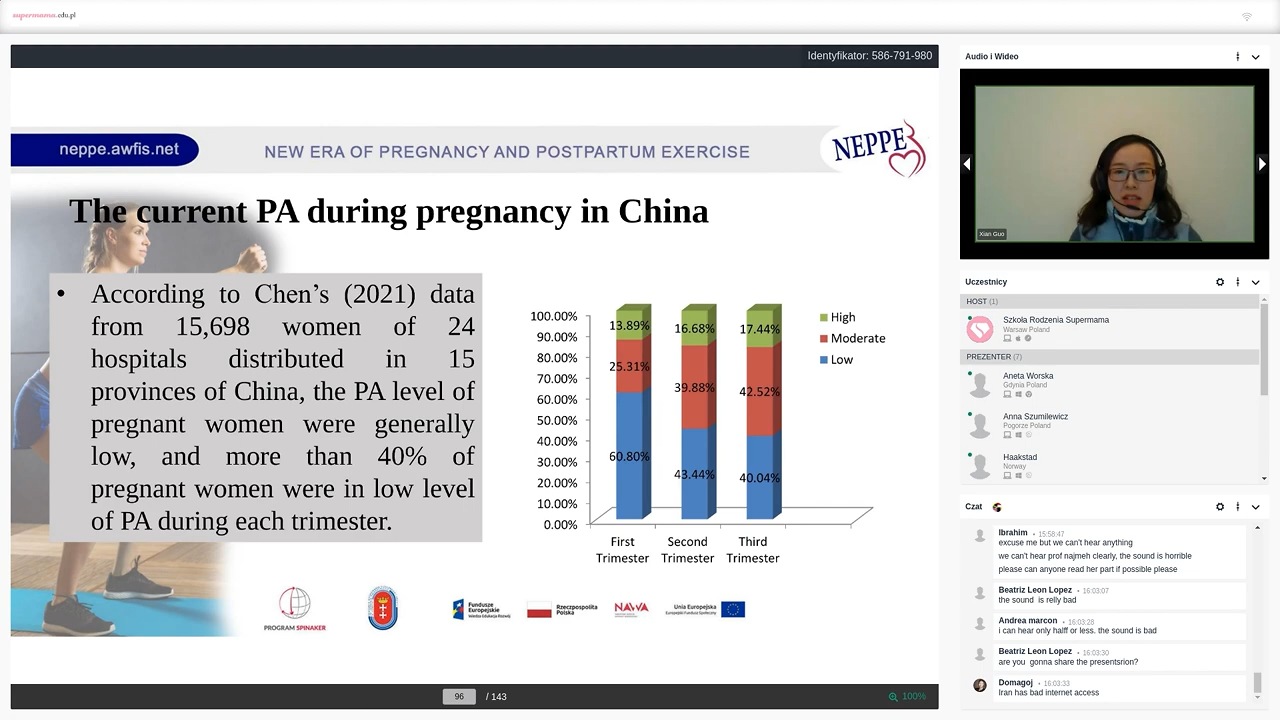 supermama.edu.pl
Identyfikator: 586-791-980
neppe.awfis.net
NEW ERA OF PREGNANCY AND POSTPARTUM EXERCISE
NEPPE
The current PA during pregnancy in China
• According to Chen’s (2021) data
from 15,698 women of 24
hospitals distributed in 15
provinces of China, the PA level of
pregnant women were generally
low, and more than 40% of
pregnant women were in low level
of PA during each trimester.
100.00%
90.00%
80.00%
70.00%
60.00%
50.00%
40.00%
30.00%
20.00%
10.00%
0.00%
13.89%
25.31%
60.80%
16.68%
39.88%
43.44%
17.44%
42.52%
40.04%
First
Trimester
Second
Trimester
Third
Trimester
High
Moderate
Low
PROGRAM SPINAKER
Fundusze
Europejskie
Wiedza Edukacja Rozwój
Rzeczpospolita
Polska
NAWA
Unia Europejska
Europejski Fundusz Społeczny
96 / 143
100%
Audio i Wideo
Xian Guo
Uczestnicy
HOST (1)
Szkoła Rodzenia Supermama
Warsaw Poland
PREZENTER (7)
Aneta Worska
Gdynia Poland
Anna Szumilewicz
Pogorze Poland
Haakstad
Norway
Czat
Ibrahim • 15:58:47
excuse me but we can't hear anything
we can't hear prof najmeh clearly, the sound is horrible
please can anyone read her part if possible please
Beatriz Leon Lopez • 16:03:07
the sound is relly bad
Andrea marcon • 16:03:28
i can hear only halff or less. the sound is bad
Beatriz Leon Lopez • 16:03:30
are you gonna share the presentsrion?
Domagoj • 16:03:33
Iran has bad internet access